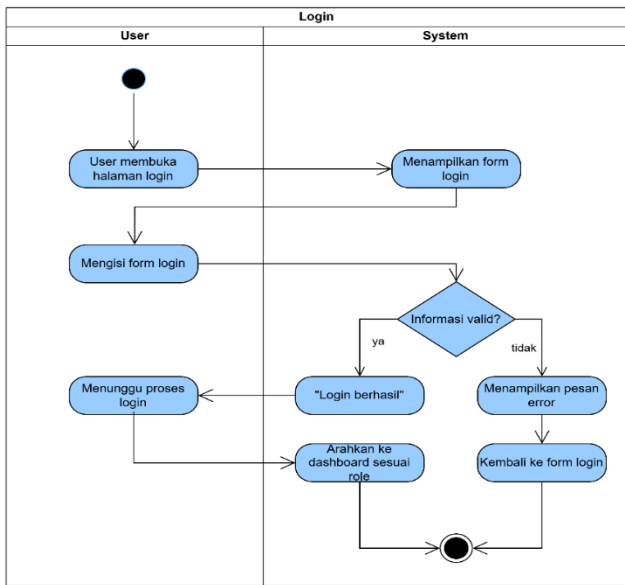 Login
User
System
User membuka
halaman login
Menampilkan form
login
Mengisi form login
Informasi valid?
ya
tidak
Menunggu proses
login
"Login berhasil"
Menampilkan pesan
error
Arahkan ke
dashboard sesuai
role
Kembali ke form login